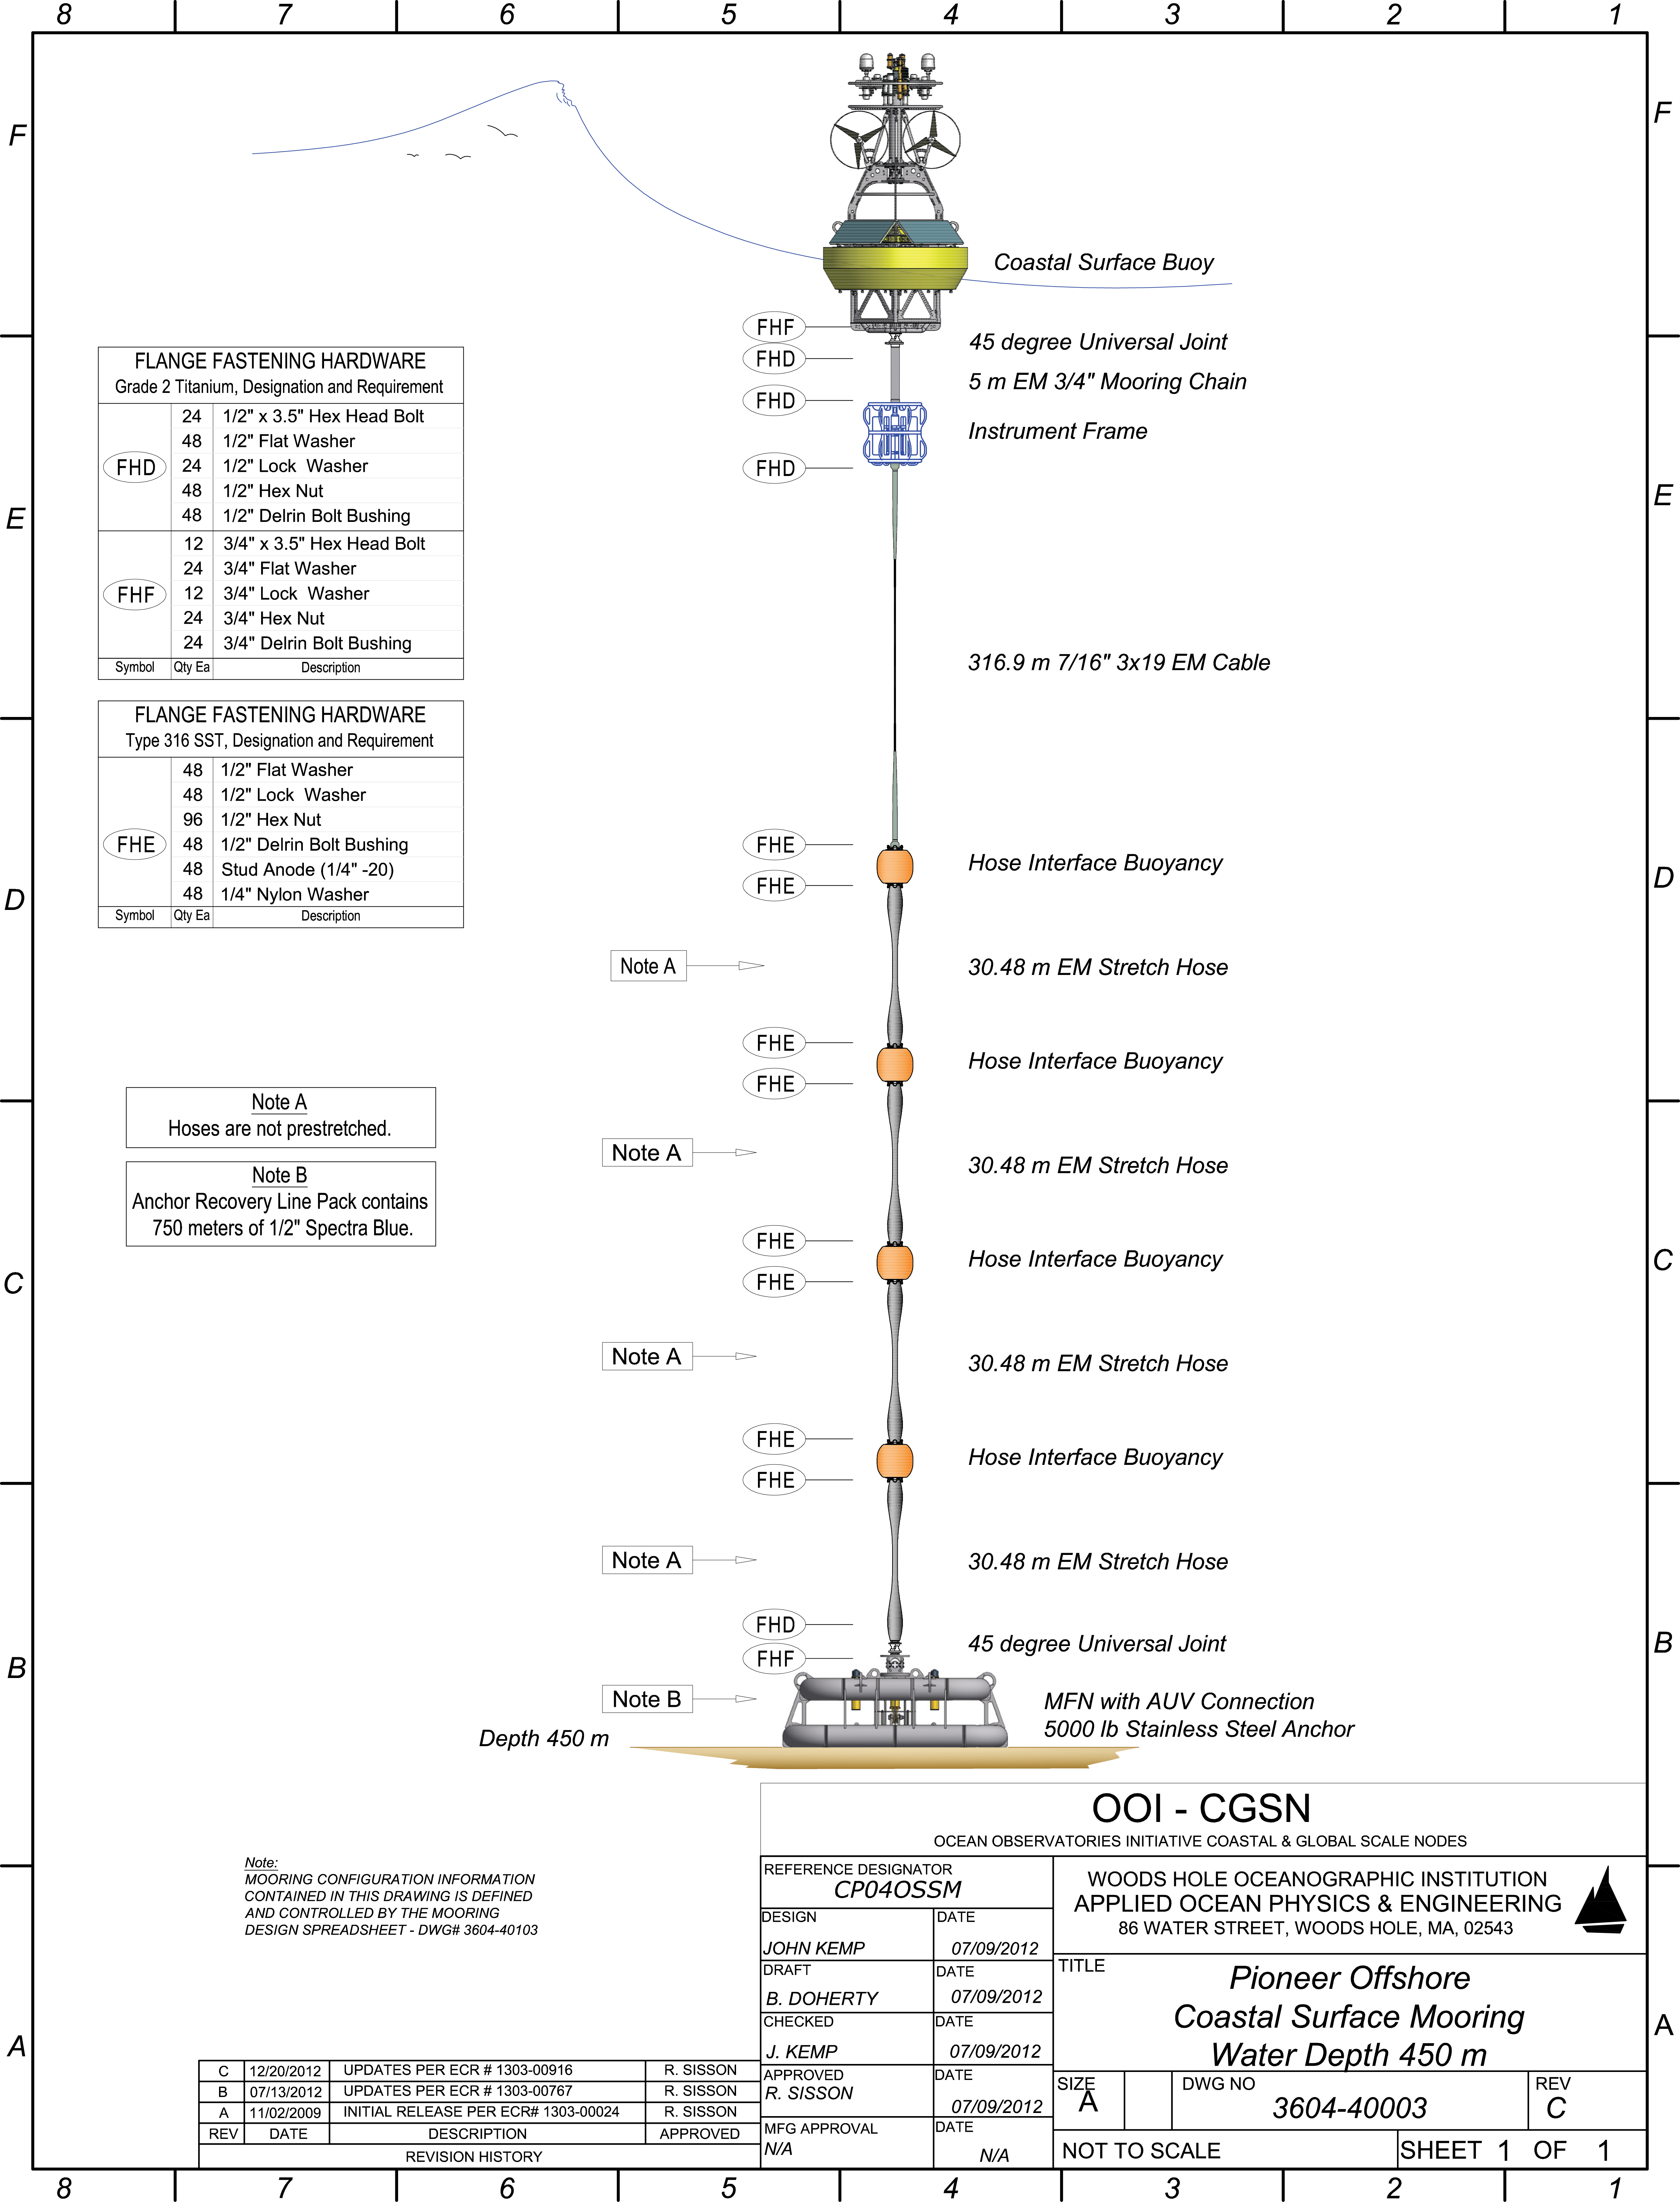 8 7 6 5 4 3 2 1
F
F
Coastal Surface Buoy
FHF
45 degree Universal Joint
FHD
5 m EM 3/4" Mooring Chain
FHD
Instrument Frame
FHD
FLANGE FASTENING HARDWARE
Grade 2 Titanium, Designation and Requirement
FHD
24 1/2" x 3.5" Hex Head Bolt
48 1/2" Flat Washer
24 1/2" Lock Washer
48 1/2" Hex Nut
48 1/2" Delrin Bolt Bushing
FHF
12 3/4" x 3.5" Hex Head Bolt
24 3/4" Flat Washer
12 3/4" Lock Washer
24 3/4" Hex Nut
24 3/4" Delrin Bolt Bushing
Symbol Qty Ea Description
E
E
316.9 m 7/16" 3x19 EM Cable
FLANGE FASTENING HARDWARE
Type 316 SST, Designation and Requirement
FHE
48 1/2" Flat Washer
48 1/2" Lock Washer
96 1/2" Hex Nut
48 1/2" Delrin Bolt Bushing
48 Stud Anode (1/4" -20)
48 1/4" Nylon Washer
Symbol Qty Ea Description
FHE
Hose Interface Buoyancy
FHE
D
D
Note A
30.48 m EM Stretch Hose
FHE
Hose Interface Buoyancy
FHE
Note A
Hoses are not prestretched.
Note A
30.48 m EM Stretch Hose
Note B
Anchor Recovery Line Pack contains
750 meters of 1/2" Spectra Blue.
FHE
Hose Interface Buoyancy
FHE
C
C
Note A
30.48 m EM Stretch Hose
FHE
Hose Interface Buoyancy
FHE
Note A
30.48 m EM Stretch Hose
FHD
45 degree Universal Joint
FHF
B
B
Note B
MFN with AUV Connection
5000 lb Stainless Steel Anchor
Depth 450 m
OOI - CGSN
OCEAN OBSERVATORIES INITIATIVE COASTAL & GLOBAL SCALE NODES
Note:
MOORING CONFIGURATION INFORMATION
CONTAINED IN THIS DRAWING IS DEFINED
AND CONTROLLED BY THE MOORING
DESIGN SPREADSHEET - DWG# 3604-40103
REFERENCE DESIGNATOR
CP04OSSM
WOODS HOLE OCEANOGRAPHIC INSTITUTION
APPLIED OCEAN PHYSICS & ENGINEERING
86 WATER STREET, WOODS HOLE, MA, 02543
DESIGN DATE
JOHN KEMP 07/09/2012
DRAFT DATE
B. DOHERTY 07/09/2012
CHECKED DATE
J. KEMP 07/09/2012
APPROVED DATE
R. SISSON 07/09/2012
MFG APPROVAL DATE
N/A N/A
TITLE
Pioneer Offshore
Coastal Surface Mooring
Water Depth 450 m
SIZE DWG NO REV
A 3604-40003 C
NOT TO SCALE SHEET 1 OF 1
A
A
C 12/20/2012 UPDATES PER ECR # 1303-00916 R. SISSON
B 07/13/2012 UPDATES PER ECR # 1303-00767 R. SISSON
A 11/02/2009 INITIAL RELEASE PER ECR# 1303-00024 R. SISSON
REV DATE DESCRIPTION APPROVED
REVISION HISTORY
8 7 6 5 4 3 2 1